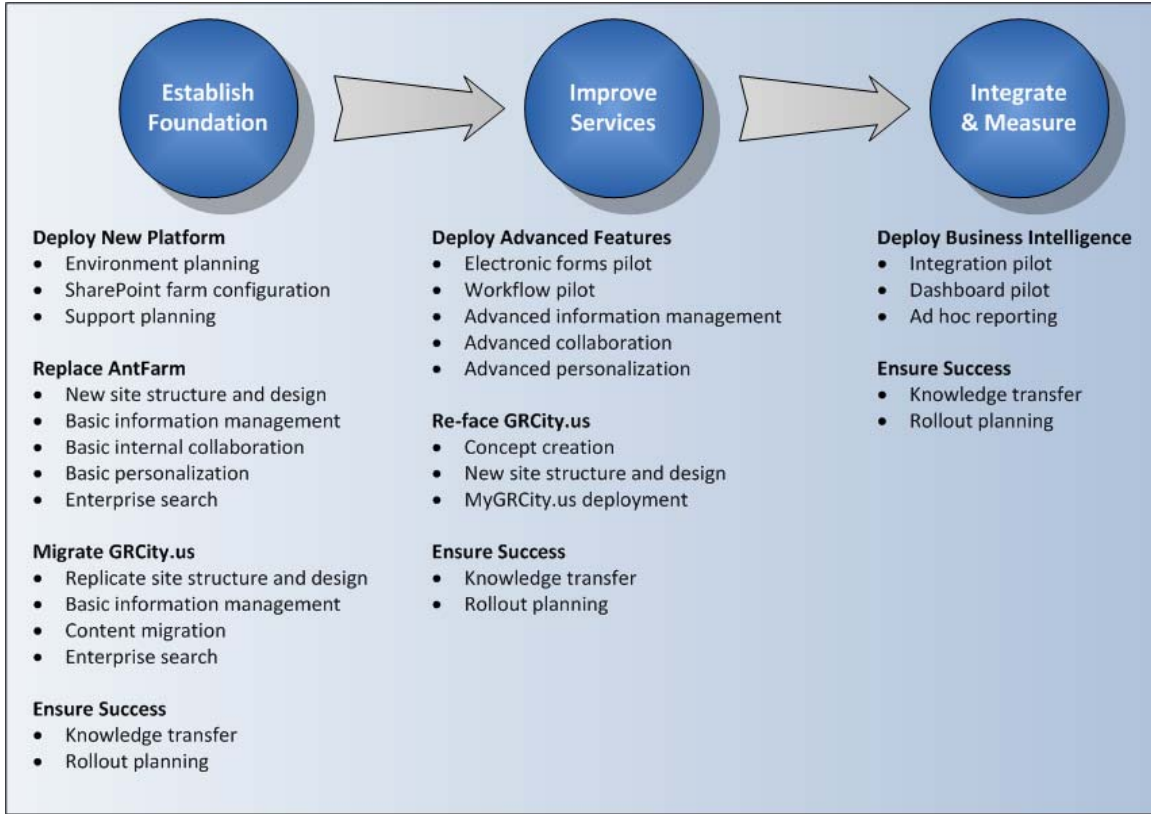 Establish
Foundation
Improve
Services
Integrate
& Measure
Deploy New Platform
• Environment planning
• SharePoint farm configuration
• Support planning
Replace AntFarm
• New site structure and design
• Basic information management
• Basic internal collaboration
• Basic personalization
• Enterprise search
Migrate GRCity.us
• Replicate site structure and design
• Basic information management
• Content migration
• Enterprise search
Ensure Success
• Knowledge transfer
• Rollout planning
Deploy Advanced Features
• Electronic forms pilot
• Workflow pilot
• Advanced information management
• Advanced collaboration
• Advanced personalization
Re-face GRCity.us
• Concept creation
• New site structure and design
• MyGRCity.us deployment
Ensure Success
• Knowledge transfer
• Rollout planning
Deploy Business Intelligence
• Integration pilot
• Dashboard pilot
• Ad hoc reporting
Ensure Success
• Knowledge transfer
• Rollout planning